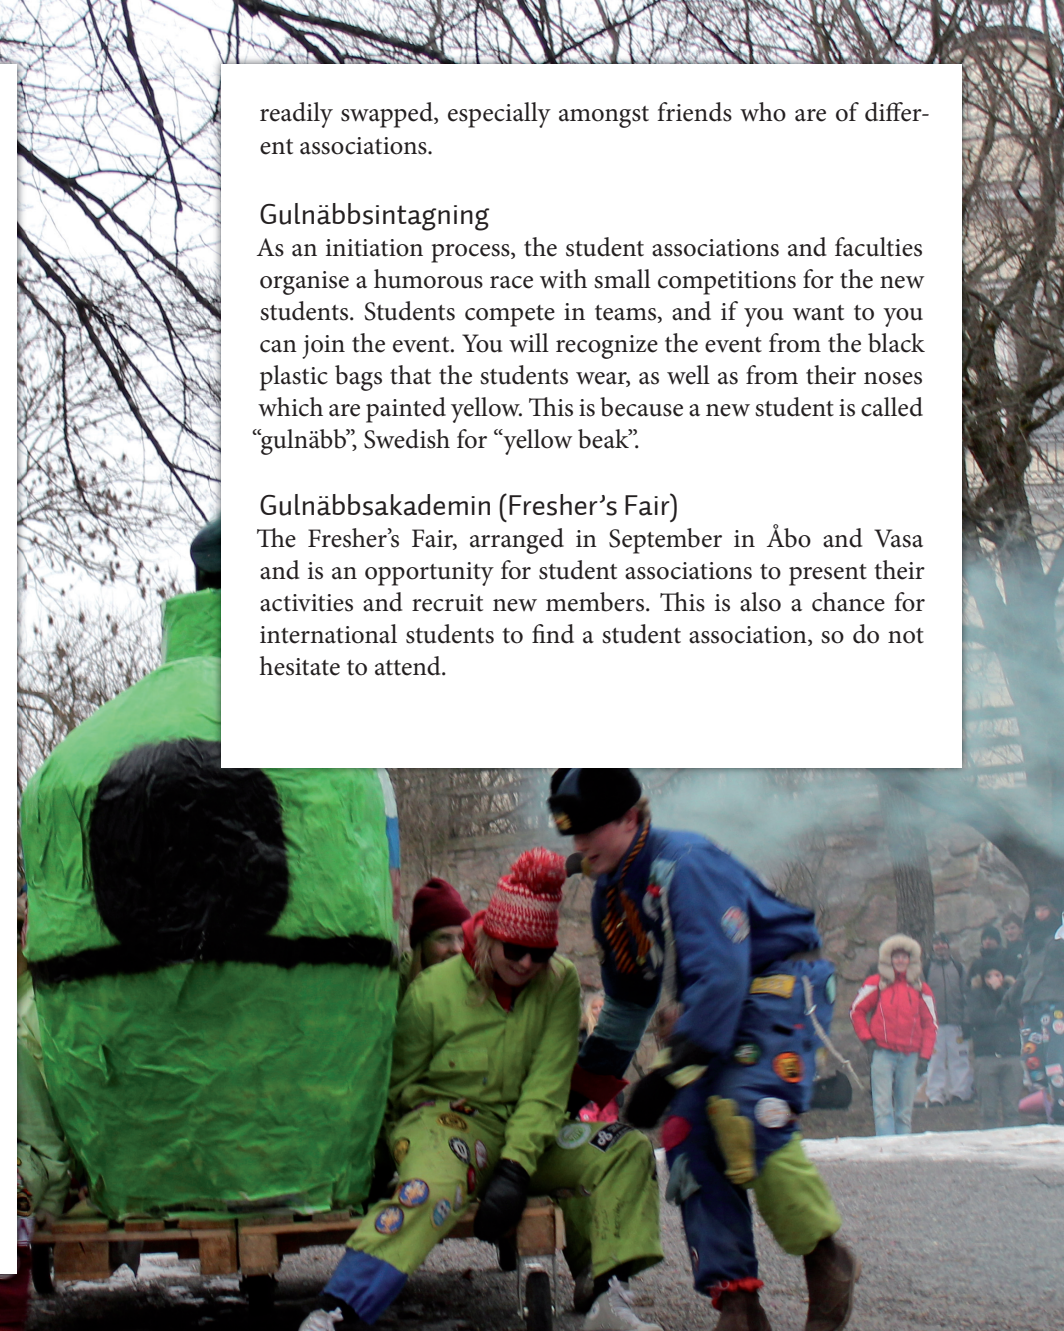 readily swapped, especially amongst friends who are of differ-
ent associations.
Gulnäbbsintagning
As an initiation process, the student associations and faculties
organise a humorous race with small competitions for the new
students. Students compete in teams, and if you want to you
can join the event. You will recognize the event from the black
plastic bags that the students wear, as well as from their noses
which are painted yellow. This is because a new student is called
“gulnäbb”, Swedish for “yellow beak”.
Gulnäbbsakademin (Fresher’s Fair)
The Fresher’s Fair, arranged in September in Åbo and Vasa
and is an opportunity for student associations to present their
activities and recruit new members. This is also a chance for
international students to find a student association, so do not
hesitate to attend.